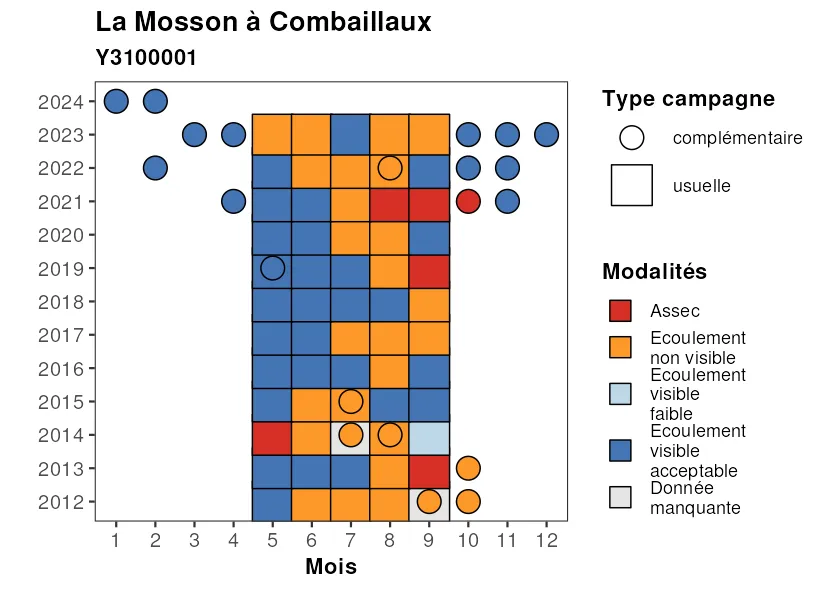 La Mosson à Combaillaux
Y3100001
2024
2023
2022
2021
2020
2019
2018
2017
2016
2015
2014
2013
2012
1 2 3 4 5 6 7 8 9 10 11 12
Mois
Type campagne
complémentaire
usuelle
Modalités
Assec
Ecoulement
non visible
Ecoulement
visible
faible
Ecoulement
visible
acceptable
Donnée
manquante